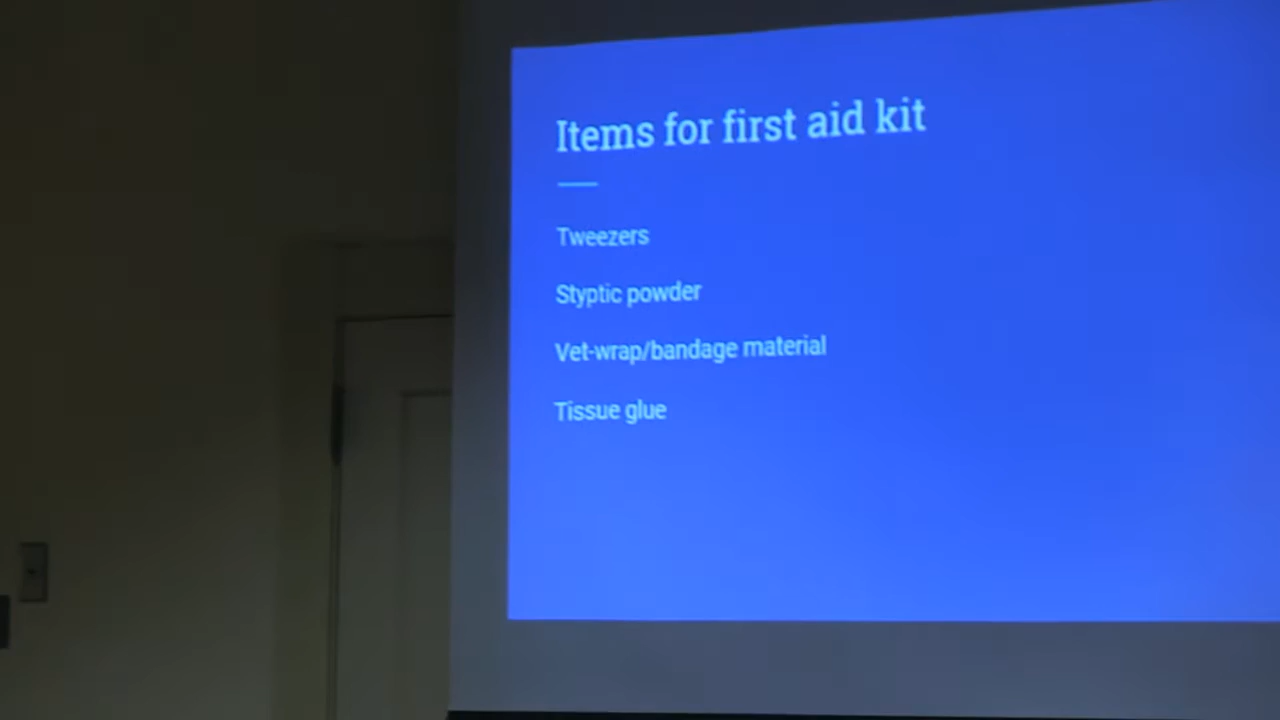 Items for first aid kit
Tweezers
Styptic powder
Vet-wrap/bandage material
Tissue glue